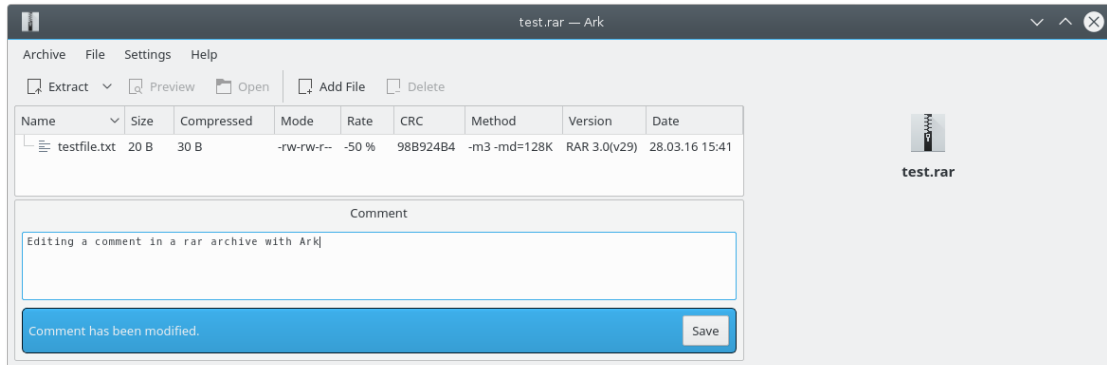 test.rar — Ark
Archive File Settings Help
Extract Preview Open Add File Delete
Name Size Compressed Mode Rate CRC Method Version Date
testfile.txt 20 B 30 B -rw-rw-r-- -50 % 98B924B4 -m3 -md=128K RAR 3.0(v29) 28.03.16 15:41
test.rar
Comment
Editing a comment in a rar archive with Ark
Comment has been modified. Save